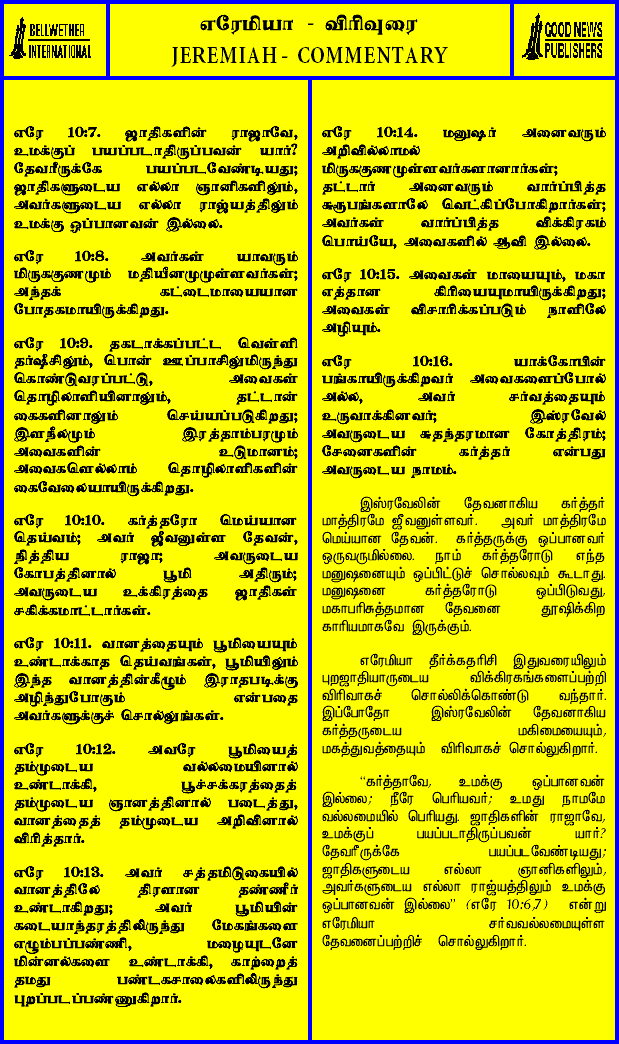 BELLWETHER
INTERNATIONAL
எரேமியா - விரிவுரை
JEREMIAH - COMMENTARY
GOOD NEWS
PUBLISHERS
எரே 10:7. ஜாதிகளின் ராஜாவே,
உமக்குப் பயப்படாதிருப்பவன் யார்?
தேவரீருக்கே பயப்படவேண்டியது;
ஜாதிகளுடைய எல்லா ஞானிகளிலும்,
அவர்களுடைய எல்லா ராஜ்யத்திலும்
உமக்கு ஒப்பானவன் இல்லை.
எரே 10:8. அவர்கள் யாவரும்
மிருககுணமும் மதியீனமுமுள்ளவர்கள்;
அந்தக் கட்டைமாயையான
போதகமாயிருக்கிறது.
எரே 10:9. தகடாக்கப்பட்ட வெள்ளி
தர்ஷீசிலும், பொன் ஊப்பாசிலுமிருந்து
கொண்டுவரப்பட்டு, அவைகள்
தொழிலாளியினாலும், தட்டான்
கைகளினாலும் செய்யப்படுகிறது;
இளநீலமும் இரத்தாம்பரமும்
அவைகளின் உடுமானம்;
அவைகளெல்லாம் தொழிலாளிகளின்
கைவேலையாயிருக்கிறது.
எரே 10:10. கர்த்தரோ மெய்யான
தெய்வம்; அவர் ஜீவனுள்ள தேவன்,
நித்திய ராஜா; அவருடைய
கோபத்தினால் பூமி அதிரும்;
அவருடைய உக்கிரத்தை ஜாதிகள்
சகிக்கமாட்டார்கள்.
எரே 10:11. வானத்தையும் பூமியையும்
உண்டாக்காத தெய்வங்கள், பூமியிலும்
இந்த வானத்தின்கீழும் இராதபடிக்கு
அழிந்துபோகும் என்பதை
அவர்களுக்குச் சொல்லுங்கள்.
எரே 10:12. அவரே பூமியைத்
தம்முடைய வல்லமையினால்
உண்டாக்கி, பூச்சக்கரத்தைத்
தம்முடைய ஞானத்தினால் படைத்து,
வானத்தைத் தம்முடைய அறிவினால்
விரித்தார்.
எரே 10:13. அவர் சத்தமிடுகையில்
வானத்திலே திரளான தண்ணீர்
உண்டாகிறது; அவர் பூமியின்
கடையாந்தரத்திலிருந்து மேகங்களை
எழும்பப்பண்ணி, மழையுடனே
மின்னல்களை உண்டாக்கி, காற்றைத்
தமது பண்டகசாலைகளிலிருந்து
புறப்படப்பண்ணுகிறார்.
எரே 10:14. மனுஷர் அனைவரும்
அறிவில்லாமல்
மிருககுணமுள்ளவர்களானார்கள்;
தட்டார் அனைவரும் வார்ப்பித்த
சுரூபங்களாலே வெட்கிப்போகிறார்கள்;
அவர்கள் வார்ப்பித்த விக்கிரகம்
பொய்யே, அவைகளில் ஆவி இல்லை.
எரே 10:15. அவைகள் மாயையும், மகா
எத்தான கிரியையுமாயிருக்கிறது;
அவைகள் விசாரிக்கப்படும் நாளிலே
அழியும்.
எரே 10:16. யாக்கோபின்
பங்காயிருக்கிறவர் அவைகளைப்போல்
அல்ல, அவர் சர்வத்தையும்
உருவாக்கினவர்; இஸ்ரவேல்
அவருடைய சுதந்தரமான கோத்திரம்;
சேனைகளின் கர்த்தர் என்பது
அவருடைய நாமம்.
இஸ்ரவேலின் தேவனாகிய கர்த்தர்
மாத்திரமே ஜீவனுள்ளவர். அவர் மாத்திரமே
மெய்யான தேவன். கர்த்தருக்கு ஒப்பானவர்
ஒருவருமில்லை. நாம் கர்த்தரோடு எந்த
மனுஷனையும் ஒப்பிட்டுச் சொல்லவும் கூடாது.
மனுஷனை கர்த்தரோடு ஒப்பிடுவது,
மகாபரிசுத்தமான தேவனை தூஷிக்கிற
காரியமாகவே இருக்கும்.
எரேமியா தீர்க்கதரிசி இதுவரையிலும்
புறஜாதியாருடைய விக்கிரகங்களைப்பற்றி
விரிவாகச் சொல்லிக்கொண்டு வந்தார்.
இப்போதோ இஸ்ரவேலின் தேவனாகிய
கர்த்தருடைய மகிமையையும்,
மகத்துவத்தையும் விரிவாகச் சொல்லுகிறார்.
“கர்த்தாவே, உமக்கு ஒப்பானவன்
இல்லை; நீரே பெரியவர்; உமது நாமமே
வல்லமையில் பெரியது. ஜாதிகளின் ராஜாவே,
உமக்குப் பயப்படாதிருப்பவன் யார்?
தேவரீருக்கே பயப்படவேண்டியது;
ஜாதிகளுடைய எல்லா ஞானிகளிலும்,
அவர்களுடைய எல்லா ராஜ்யத்திலும் உமக்கு
ஒப்பானவன் இல்லை” (எரே 10:6,7) என்று
எரேமியா சர்வவல்லமையுள்ள
தேவனைப்பற்றிச் சொல்லுகிறார்.